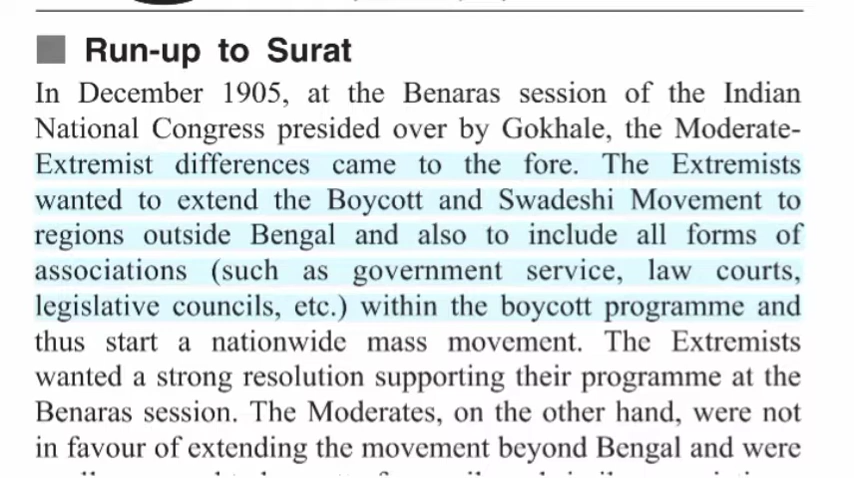 Run-up to Surat
In December 1905, at the Benaras session of the Indian
National Congress presided over by Gokhale, the Moderate-
Extremist differences came to the fore. The Extremists
wanted to extend the Boycott and Swadeshi Movement to
regions outside Bengal and also to include all forms of
associations (such as government service, law courts,
legislative councils, etc.) within the boycott programme and
thus start a nationwide mass movement. The Extremists
wanted a strong resolution supporting their programme at the
Benaras session. The Moderates, on the other hand, were not
in favour of extending the movement beyond Bengal and were